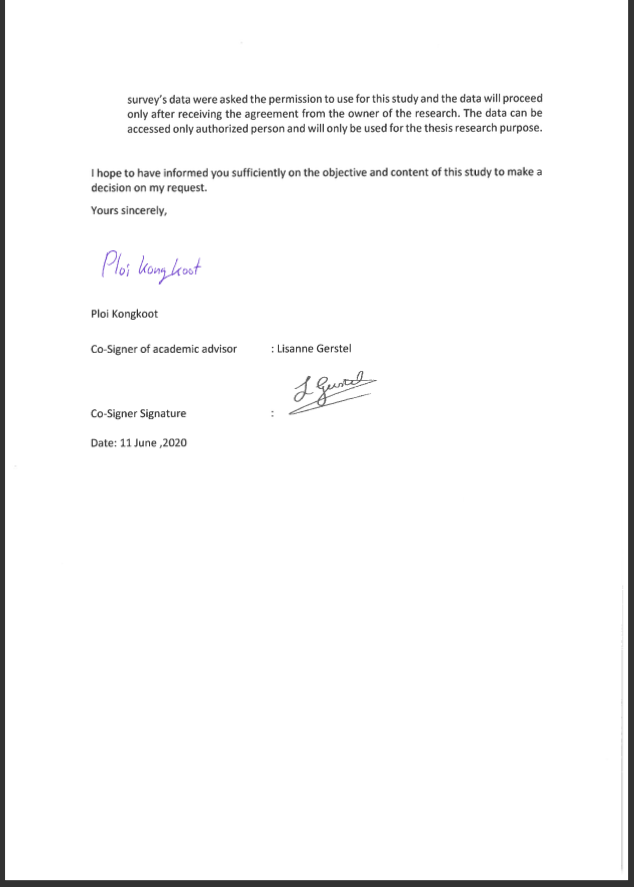 survey's data were asked the permission to use for this study and the data will proceed
only after receiving the agreement from the owner of the research. The data can be
accessed only authorized person and will only be used for the thesis research purpose.
I hope to have informed you sufficiently on the objective and content of this study to make a
decision on my request.
Yours sincerely,
Ploi Kongkoot
Ploi Kongkoot
Co-Signer of academic advisor : Lisanne Gerstel
L Gerstel
Co-Signer Signature :
Date: 11 June ,2020